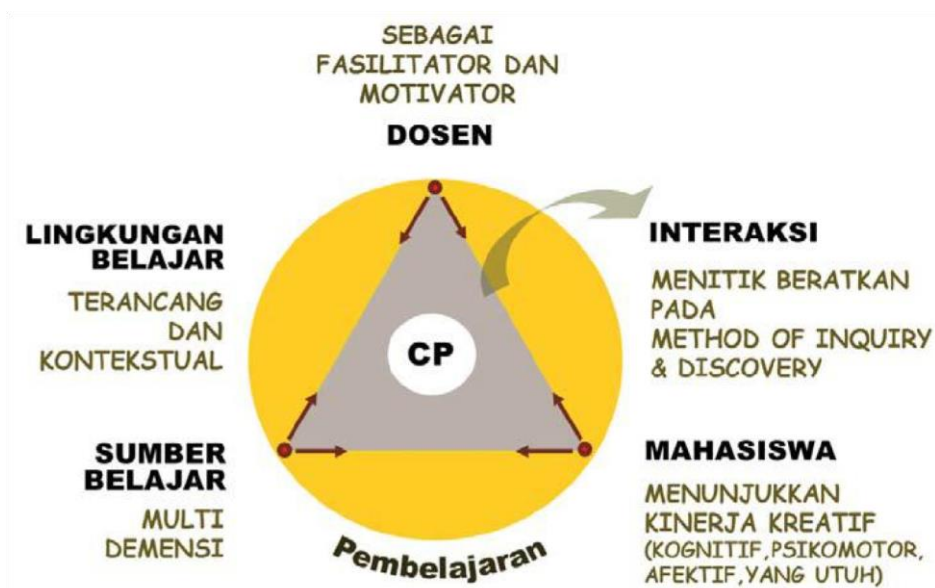 SEBAGAI
FASILITATOR DAN
MOTIVATOR
DOSEN
LINGKUNGAN
BELAJAR
TERANCANG
DAN
KONTEKSTUAL
INTERAKSI
MENITIK BERATKAN
PADA
METHOD OF INQUIRY
& DISCOVERY
CP
SUMBER
BELAJAR
MULTI
DEMENSI
MAHASISWA
MENUNJUKKAN
KINERJA KREATIF
(KOGNITIF,PSIKOMOTOR,
AFEKTIF,YANG UTUH)
Pembelajaran